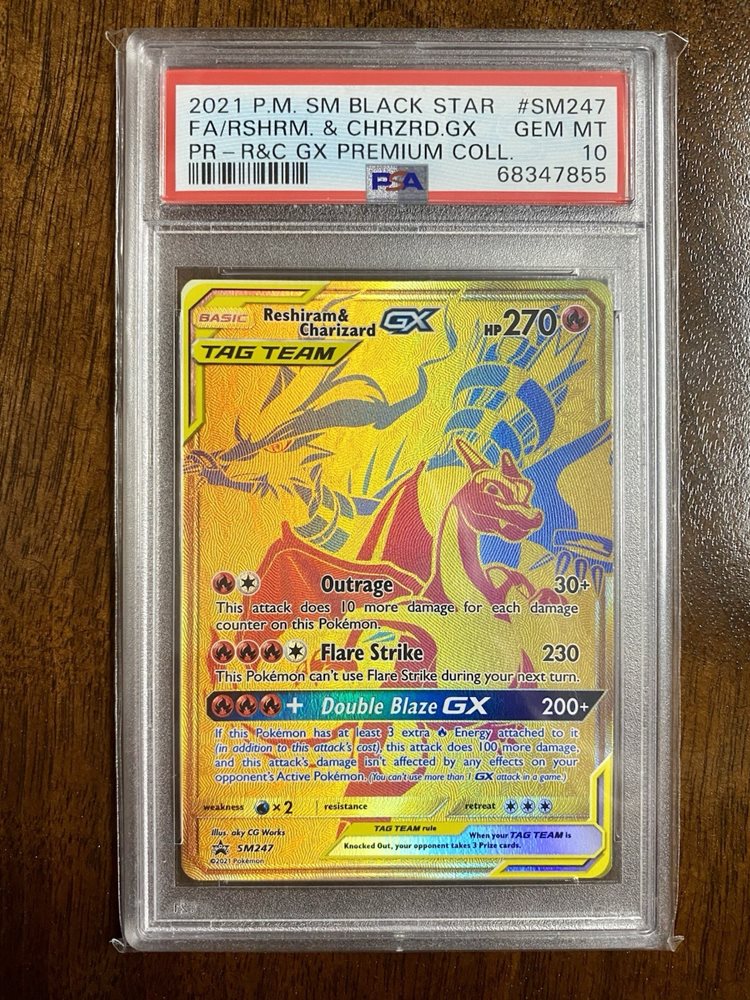 2021 P.M. SM BLACK STAR #SM247
FA/RSHRM. & CHRZRD.GX GEM MT
PR-R&C GX PREMIUM COLL. 10
PSA 68347855
BASIC Reshiram& Charizard GX HP 270
TAG TEAM
Outrage 30+
This attack does 10 more damage for each damage
counter on this Pokémon.
Flare Strike 230
This Pokémon can't use Flare Strike during your next turn.
+ Double Blaze GX 200+
If this Pokémon has at least 3 extra Energy attached to it
(in addition to this attack's cost), this attack does 100 more damage,
and this attack's damage isn't affected by any effects on your
opponent's Active Pokémon. (You can't use more than 1 GX attack in a game.)
weakness ×2 resistance retreat
Illus. aky CG Works TAG TEAM rule When your TAG TEAM is
SM247 Knocked Out, your opponent takes 3 Prize cards.
©2021 Pokémon